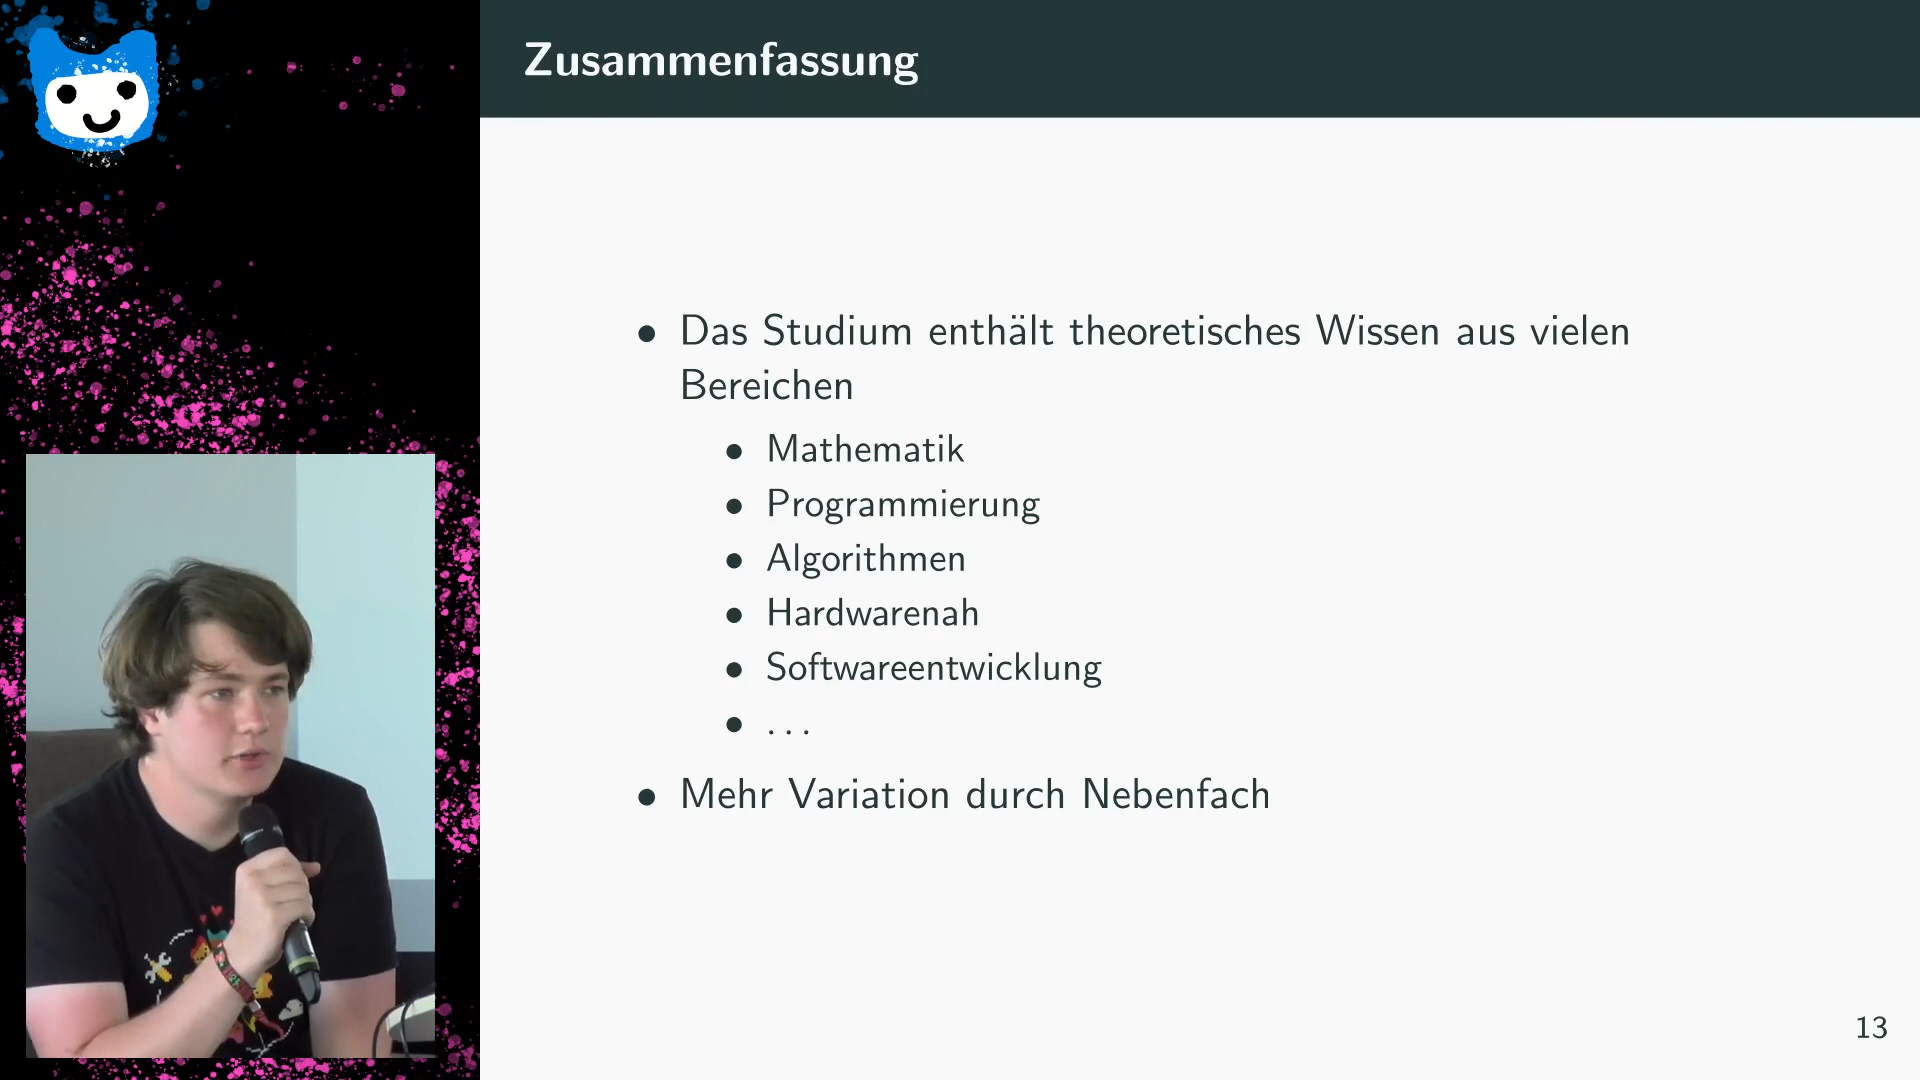 Zusammenfassung
• Das Studium enthält theoretisches Wissen aus vielen
Bereichen
• Mathematik
• Programmierung
• Algorithmen
• Hardwarenah
• Softwareentwicklung
• . . .
• Mehr Variation durch Nebenfach
13